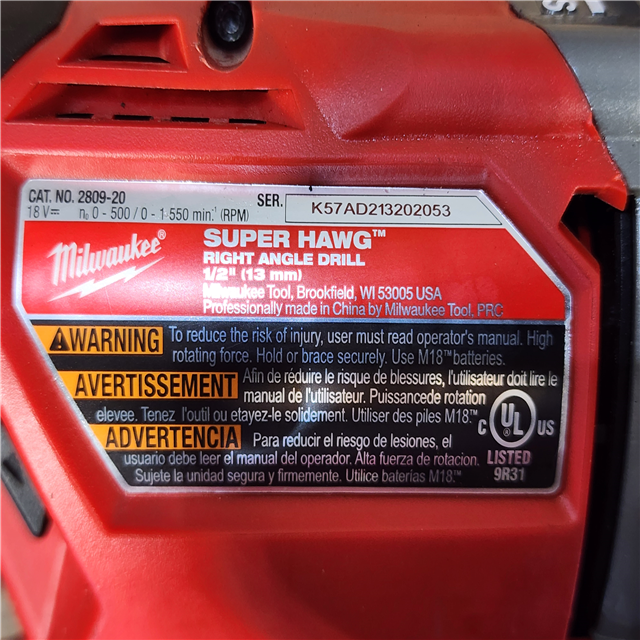 CAT. NO. 2809-20
18 V⎓ n₀ 0 - 500 / 0 - 1 550 min.⁻¹ (RPM)
SER. K57AD213202053
Milwaukee®
SUPER HAWG™
RIGHT ANGLE DRILL
1/2" (13 mm)
Milwaukee Tool, Brookfield, WI 53005 USA
Professionally made in China by Milwaukee Tool, PRC
WARNING To reduce the risk of injury, user must read operator's manual. High
rotating force. Hold or brace securely. Use M18™ batteries.
AVERTISSEMENT Afin de réduire le risque de blessures, l'utilisateur doit lire le
manual de l'utilisateur. Puissancede rotation
elevee. Tenez l'outil ou etayez-le solidement. Utiliser des piles M18™.
ADVERTENCIA Para reducir el riesgo de lesiones, el
usuario debe leer el manual del operador. Alta fuerza de rotacion.
Sujete la unidad segura y firmemente. Utilice baterías M18™.
C UL® US
LISTED
9R31